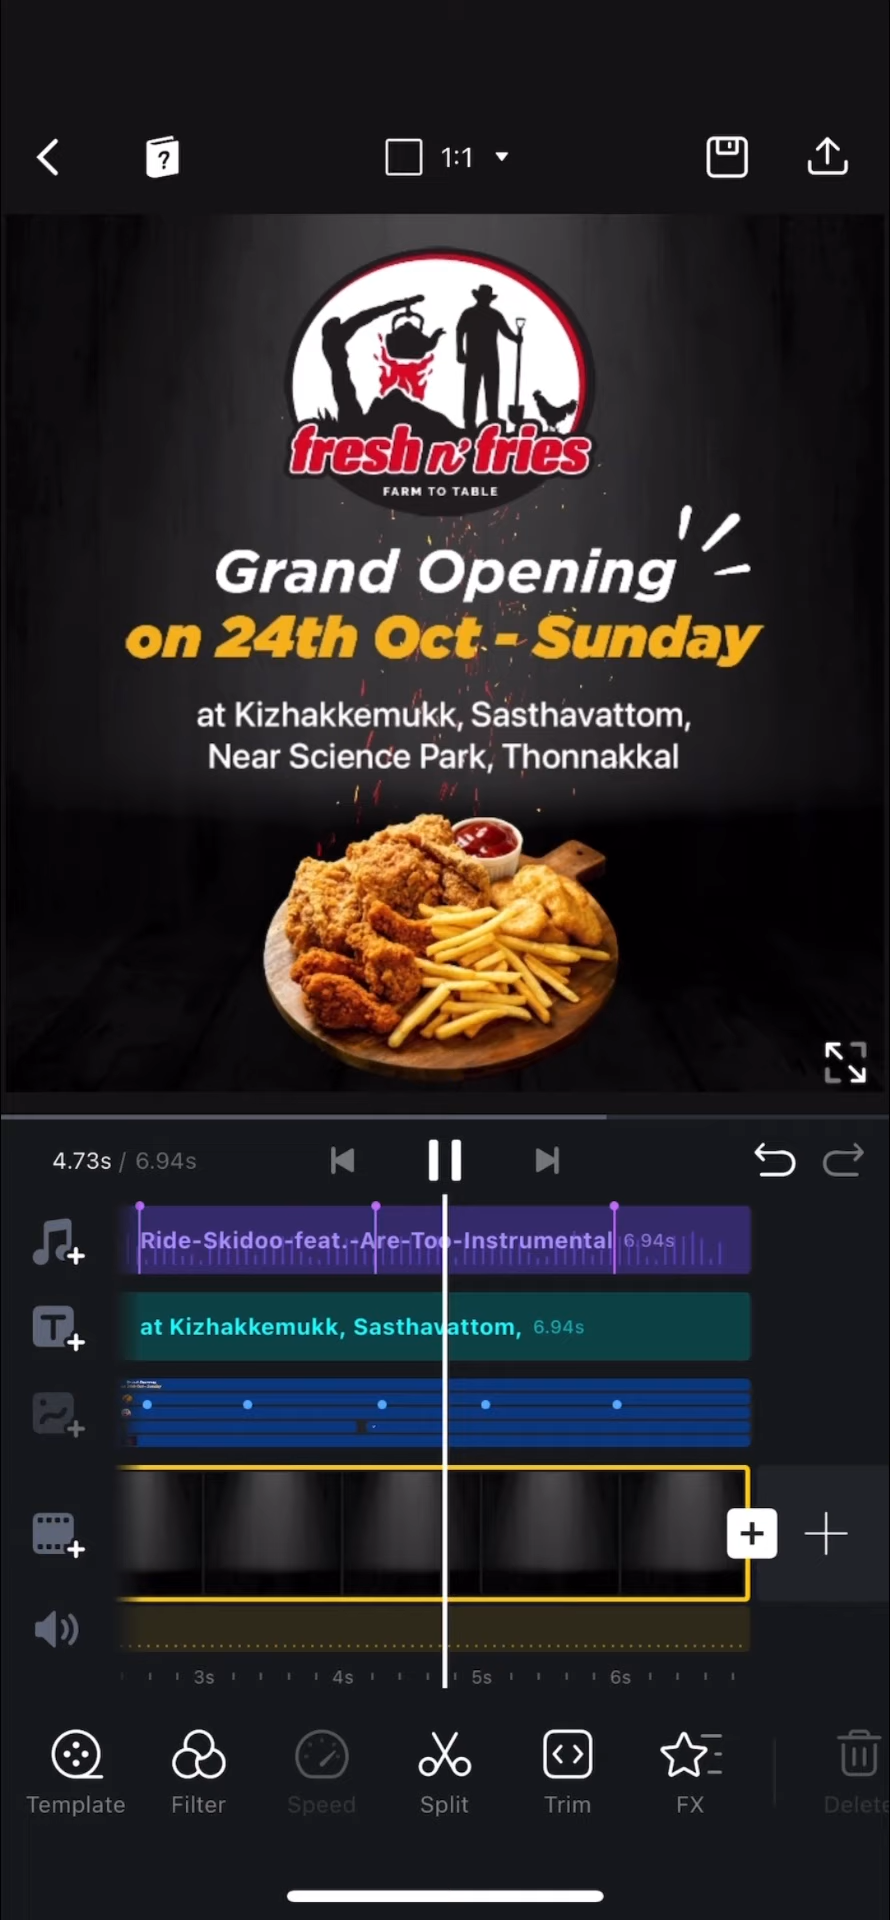 1:1
fresh n' fries
FARM TO TABLE
Grand Opening
on 24th Oct - Sunday
at Kizhakkemukk, Sasthavattom,
Near Science Park, Thonnakkal
4.73s / 6.94s
Ride-Skidoo-feat.-Are-Too-Instrumental 6.94s
at Kizhakkemukk, Sasthavattom, 6.94s
3s 4s 5s 6s
Template Filter Speed Split Trim FX Delete